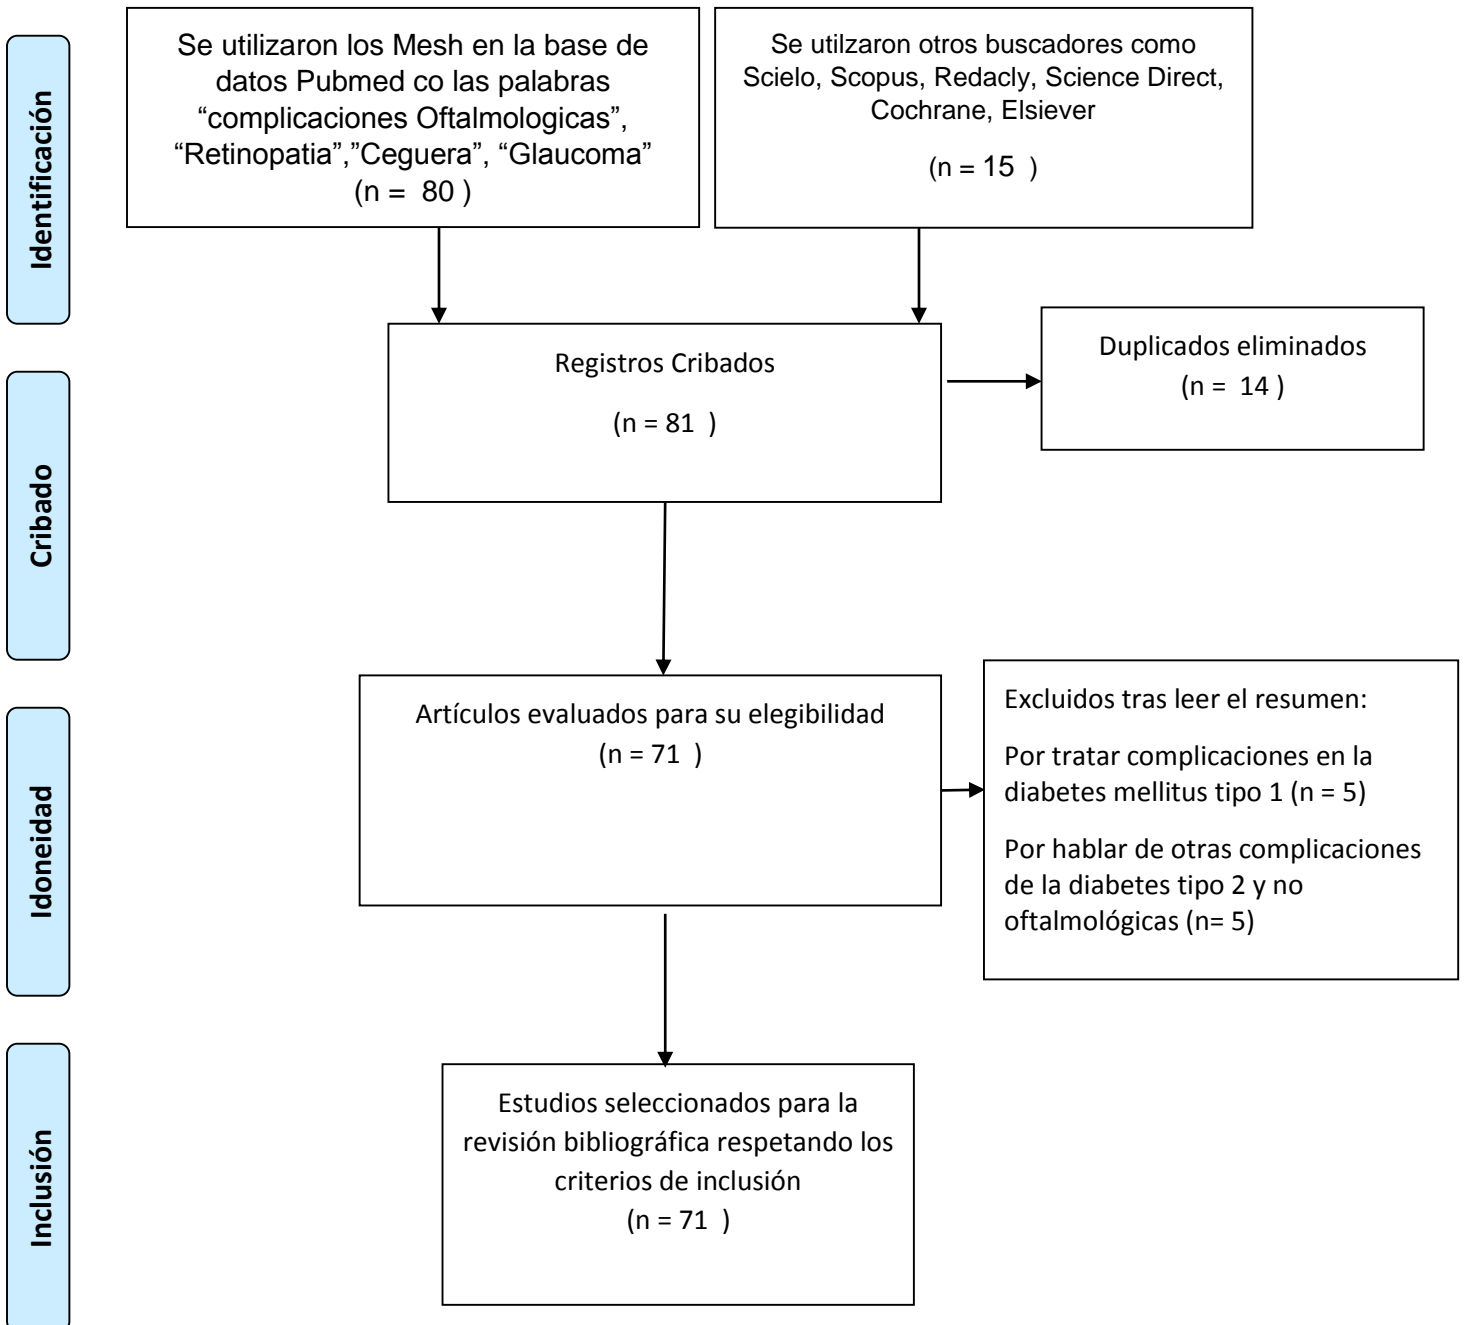 Identificación
Se utilizaron los Mesh en la base de
datos Pubmed co las palabras
“complicaciones Oftalmologicas”,
“Retinopatia”,”Ceguera”, “Glaucoma”
(n =  80 )
Se utilzaron otros buscadores como
Scielo, Scopus, Redacly, Science Direct,
Cochrane, Elsiever
(n = 15  )
Cribado
Registros Cribados
(n = 81  )
Duplicados eliminados
(n =  14 )
Idoneidad
Artículos evaluados para su elegibilidad
(n = 71  )
Excluidos tras leer el resumen:
Por tratar complicaciones en la
diabetes mellitus tipo 1 (n = 5)
Por hablar de otras complicaciones
de la diabetes tipo 2 y no
oftalmológicas (n= 5)
Inclusión
Estudios seleccionados para la
revisión bibliográfica respetando los
criterios de inclusión
(n = 71  )